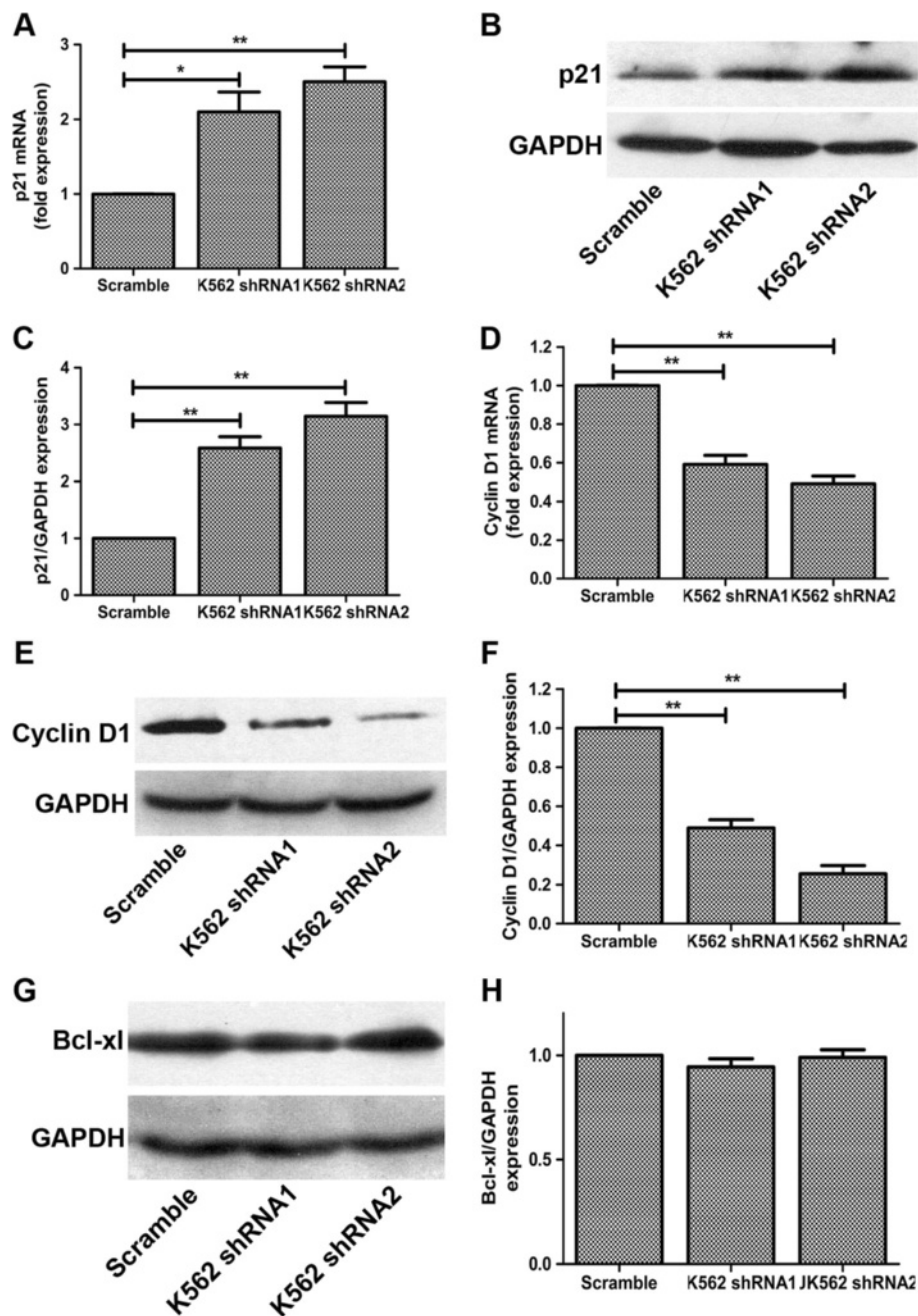 A
p21 mRNA
(fold expression)
3
2
1
0
*
**
Scramble K562 shRNA1 K562 shRNA2
B
p21
GAPDH
Scramble
K562 shRNA1
K562 shRNA2
C
p21/GAPDH expression
4
3
2
1
0
**
**
Scramble K562 shRNA1 K562 shRNA2
D
Cyclin D1 mRNA
(fold expression)
1.2
1.0
0.8
0.6
0.4
0.2
0.0
**
**
Scramble K562 shRNA1 K562 shRNA2
E
Cyclin D1
GAPDH
Scramble
K562 shRNA1
K562 shRNA2
F
Cyclin D1/GAPDH expression
1.2
1.0
0.8
0.6
0.4
0.2
0.0
**
**
Scramble K562 shRNA1 K562 shRNA2
G
Bcl-xl
GAPDH
Scramble
K562 shRNA1
K562 shRNA2
H
Bcl-xl/GAPDH
expression
1.0
0.5
0.0
Scramble K562 shRNA1 JK562 shRNA2